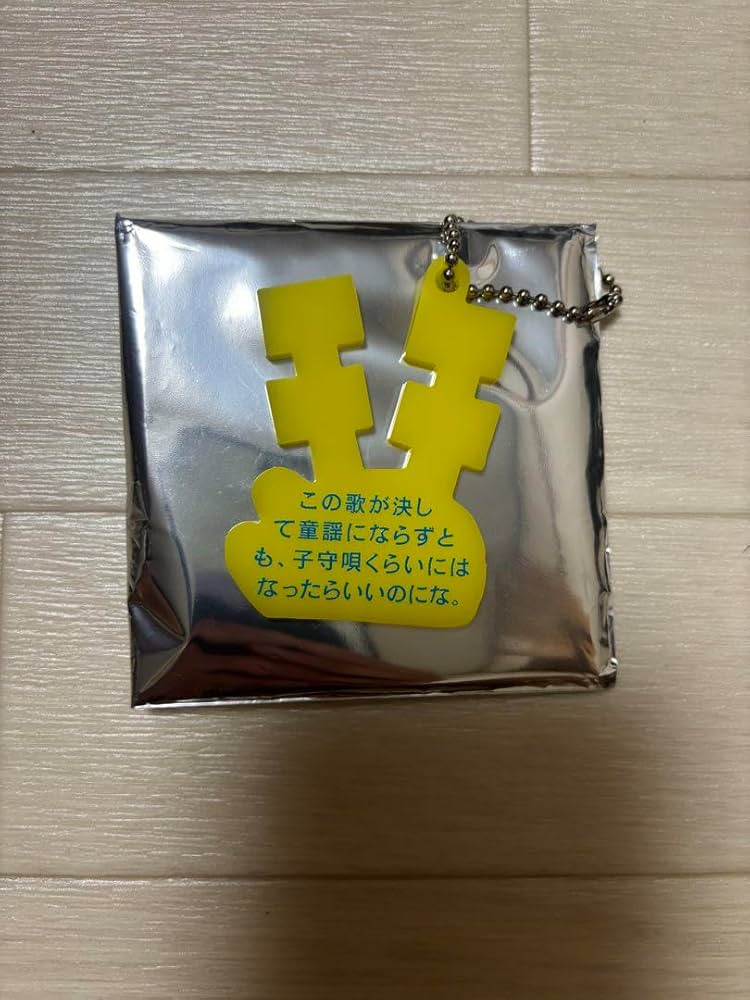 この歌が決し
て童謡にならずと
も、子守唄くらいには
なったらいいのにな。